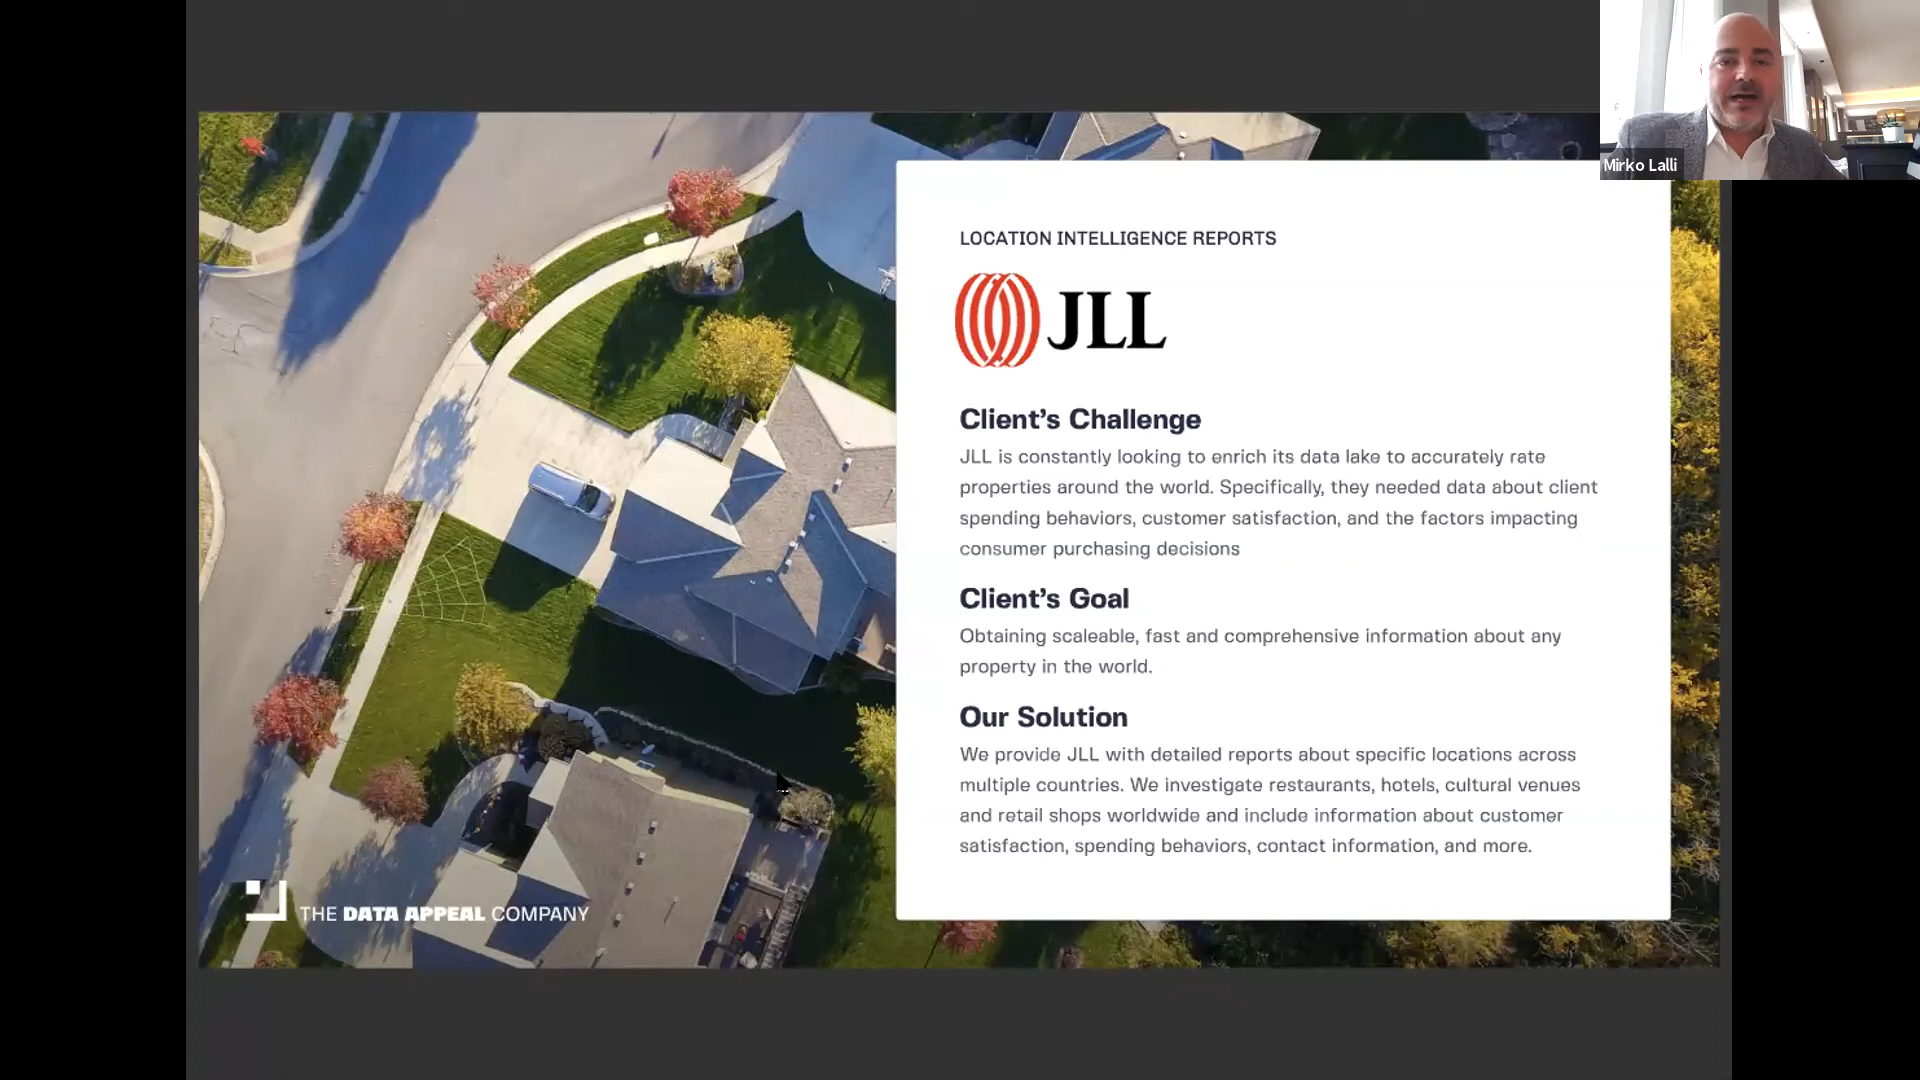 Mirko Lalli
LOCATION INTELLIGENCE REPORTS
JLL
Client’s Challenge
JLL is constantly looking to enrich its data lake to accurately rate
properties around the world. Specifically, they needed data about client
spending behaviors, customer satisfaction, and the factors impacting
consumer purchasing decisions
Client’s Goal
Obtaining scaleable, fast and comprehensive information about any
property in the world.
Our Solution
We provide JLL with detailed reports about specific locations across
multiple countries. We investigate restaurants, hotels, cultural venues
and retail shops worldwide and include information about customer
satisfaction, spending behaviors, contact information, and more.
THE DATA APPEAL COMPANY